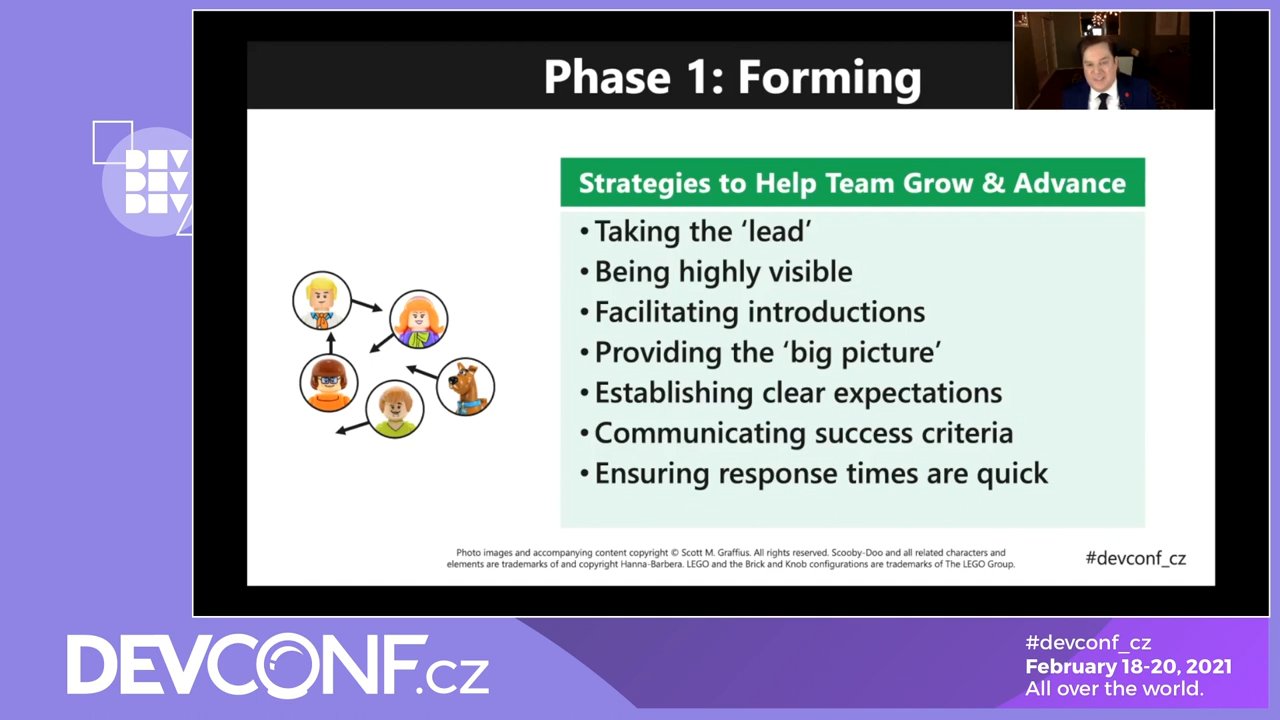 Phase 1: Forming
DEV
DEV
DEV
Strategies to Help Team Grow & Advance
• Taking the ‘lead’
• Being highly visible
• Facilitating introductions
• Providing the ‘big picture’
• Establishing clear expectations
• Communicating success criteria
• Ensuring response times are quick
Photo images and accompanying content copyright © Scott M. Graffius. All rights reserved. Scooby-Doo and all related characters and
elements are trademarks of and copyright Hanna-Barbera. LEGO and the Brick and Knob configurations are trademarks of The LEGO Group.
#devconf_cz
DEVCONF.cz
#devconf_cz
February 18-20, 2021
All over the world.